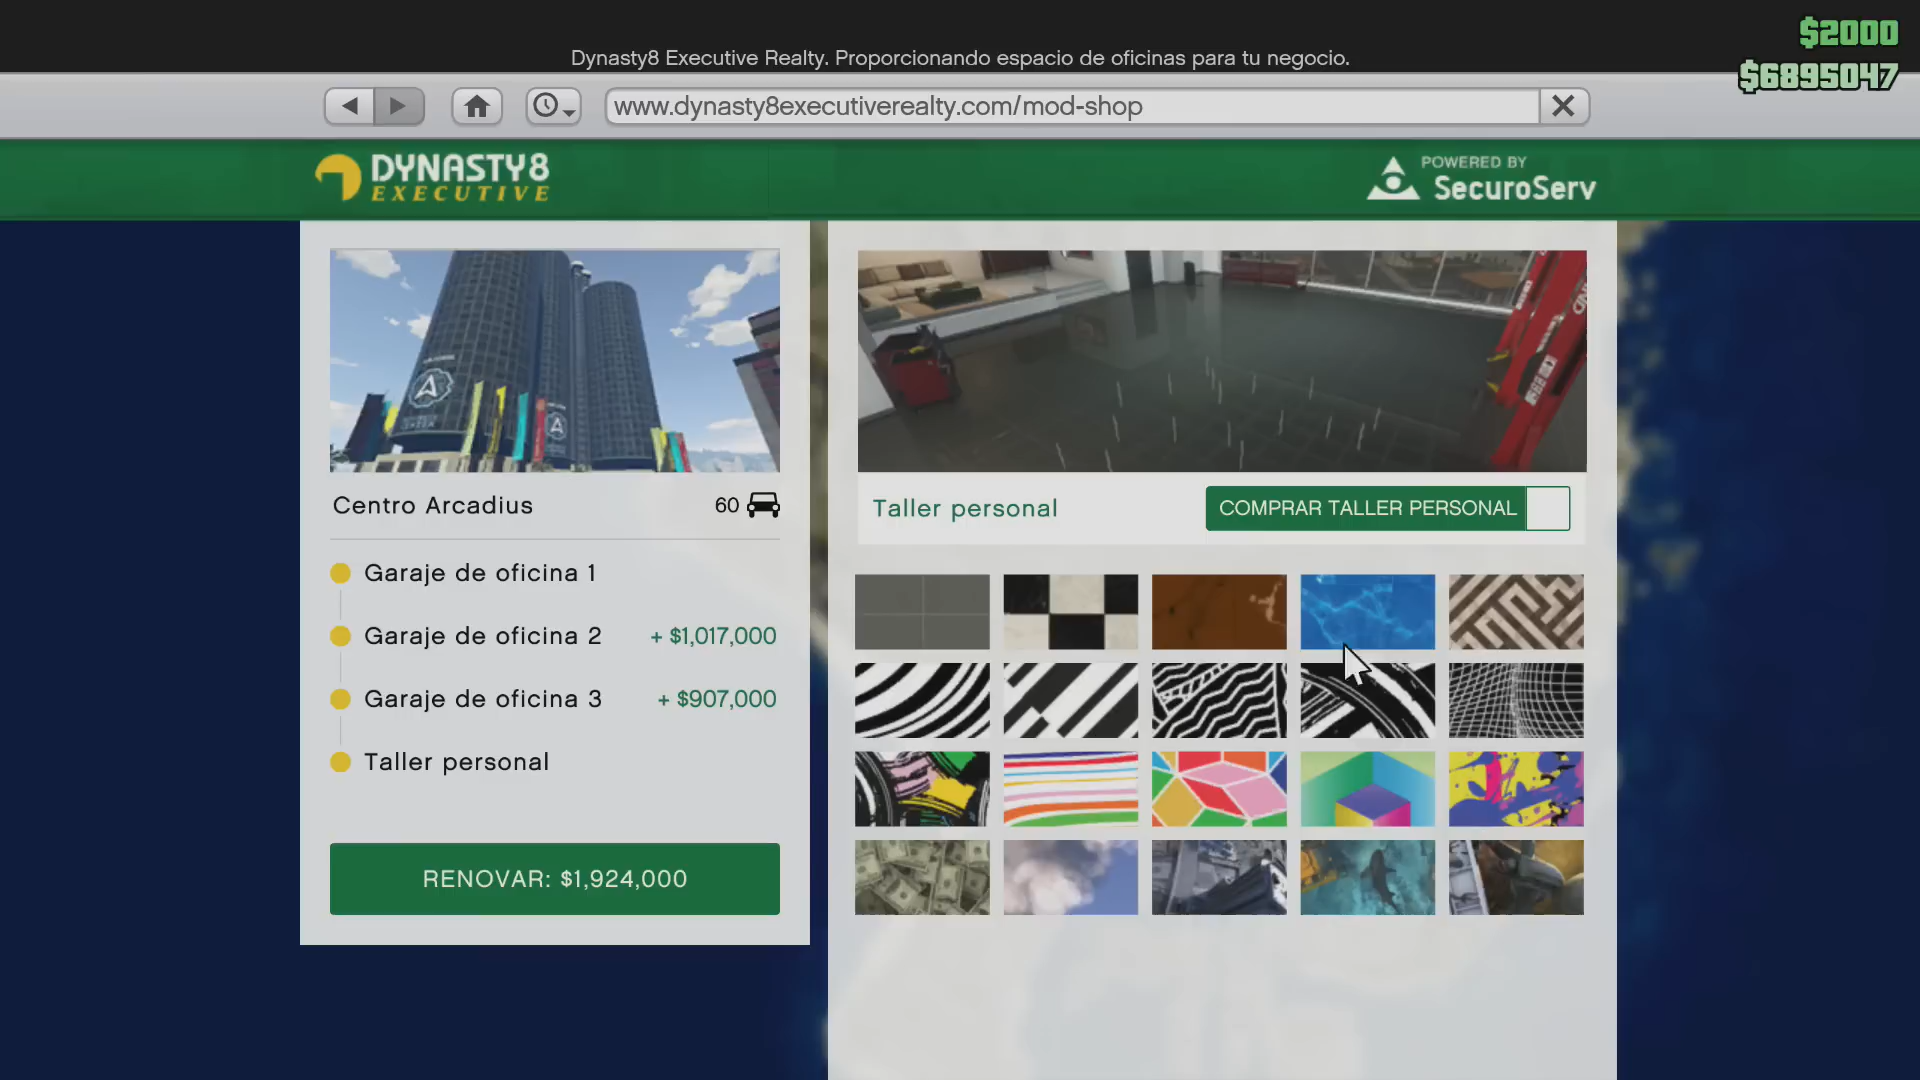 $2000
$6895047
Dynasty8 Executive Realty. Proporcionando espacio de oficinas para tu negocio.
www.dynasty8executiverealty.com/mod-shop
DYNASTY8
EXECUTIVE
POWERED BY
SecuroServ
Centro Arcadius
60
Garaje de oficina 1
Garaje de oficina 2 + $1,017,000
Garaje de oficina 3 + $907,000
Taller personal
RENOVAR: $1,924,000
Taller personal
COMPRAR TALLER PERSONAL